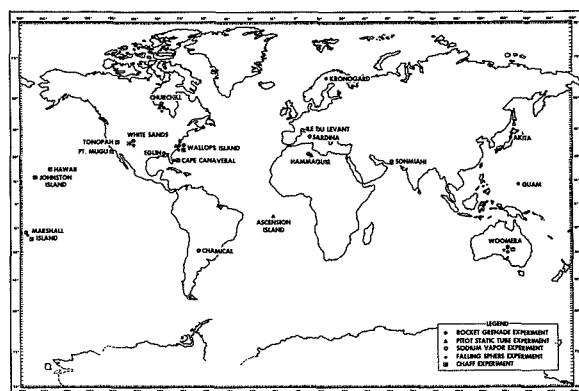 KRONOGARD
CHURCHILL
ILE DU LEVANT
SARDINA
AKITA
WHITE SANDS
TONOPAH
WALLOPS ISLAND
PT. MUGU
EGLIN
CAPE CANAVERAL
HAMMAGUIR
SONMIANI
HAWAII
JOHNSTON
ISLAND
GUAM
ASCENSION
ISLAND
MARSHALL
ISLAND
WOOMERA
CHAMICAL
LEGEND
ROCKET GRENADE EXPERIMENT
PITOT STATIC TUBE EXPERIMENT
SODIUM VAPOR EXPERIMENT
FALLING SPHERE EXPERIMENT
CHAFF EXPERIMENT